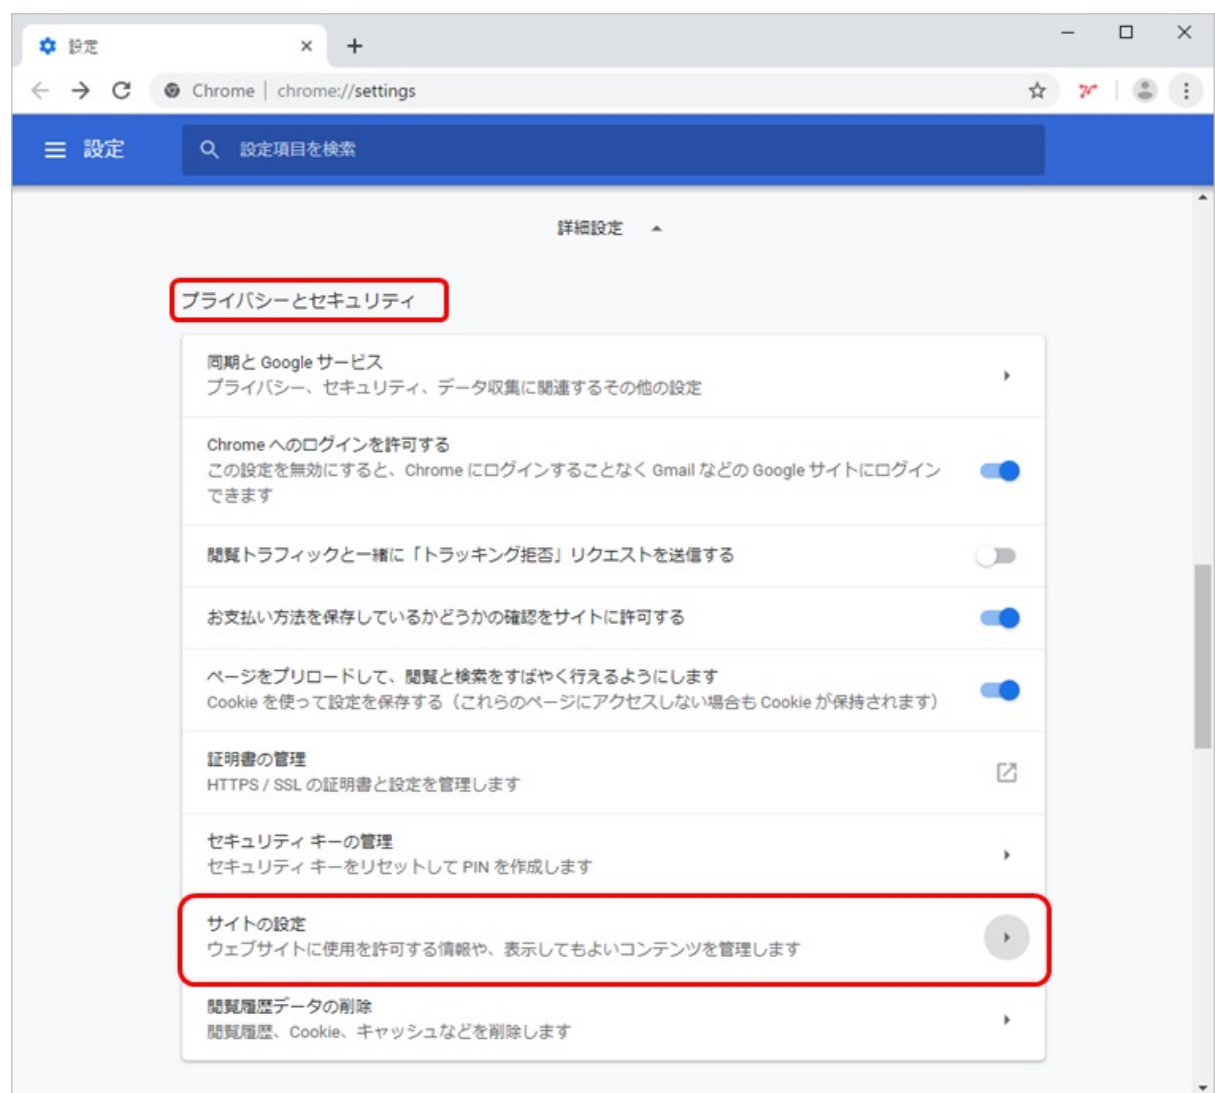 設定
Chrome | chrome://settings
設定
設定項目を検索
詳細設定
プライバシーとセキュリティ
同期と Google サービス
プライバシー、セキュリティ、データ収集に関連するその他の設定
Chrome へのログインを許可する
この設定を無効にすると、Chrome にログインすることなく Gmail などの Google サイトにログイン
できます
閲覧トラフィックと一緒に「トラッキング拒否」リクエストを送信する
お支払い方法を保存しているかどうかの確認をサイトに許可する
ページをプリロードして、閲覧と検索をすばやく行えるようにします
Cookie を使って設定を保存する（これらのページにアクセスしない場合も Cookie が保持されます）
証明書の管理
HTTPS / SSL の証明書と設定を管理します
セキュリティ キーの管理
セキュリティ キーをリセットして PIN を作成します
サイトの設定
ウェブサイトに使用を許可する情報や、表示してもよいコンテンツを管理します
閲覧履歴データの削除
閲覧履歴、Cookie、キャッシュなどを削除します